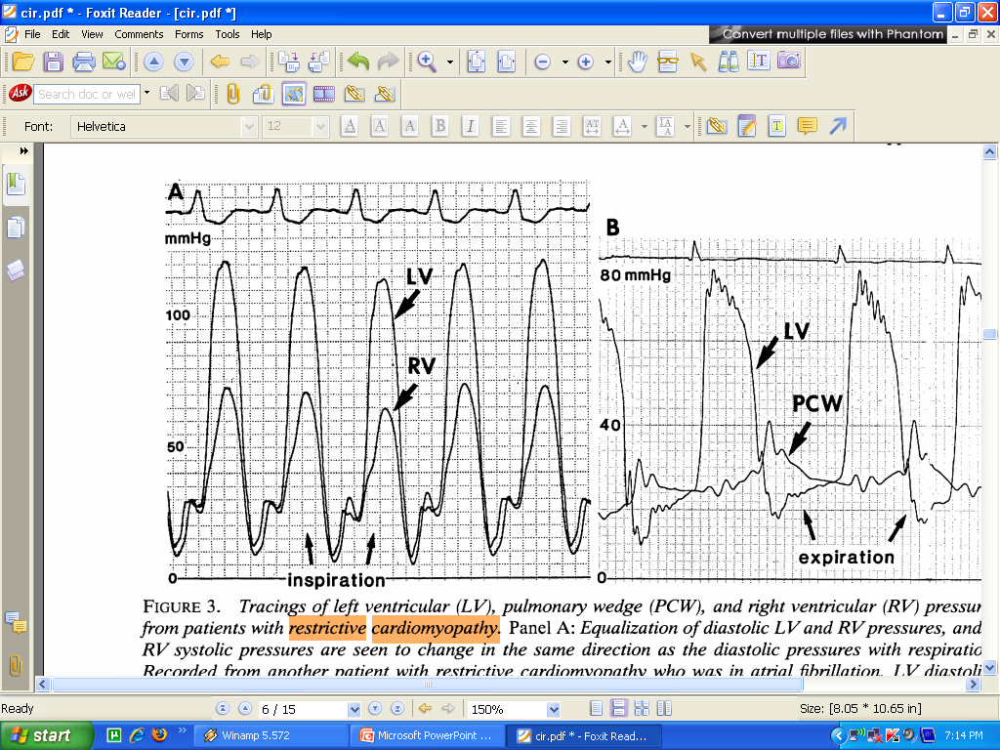 cir.pdf * - Foxit Reader - [cir.pdf *]
File Edit View Comments Forms Tools Help
Convert multiple files with Phantom
Ask Search doc or wel
Font: Helvetica 12
A
mmHg
LV
100
RV
50
0
inspiration
B
80 mmHg
LV
PCW
40
expiration
0
FIGURE 3. Tracings of left ventricular (LV), pulmonary wedge (PCW), and right ventricular (RV) pressur
from patients with restrictive cardiomyopathy. Panel A: Equalization of diastolic LV and RV pressures, and
RV systolic pressures are seen to change in the same direction as the diastolic pressures with respiratio
Recorded from another patient with restrictive cardiomyopathy who was in atrial fibrillation. LV diastoli
Ready 6 / 15 150% Size: [8.05 * 10.65 in]
start Winamp 5.572 Microsoft PowerPoint ... cir.pdf * - Foxit Read... 7:14 PM